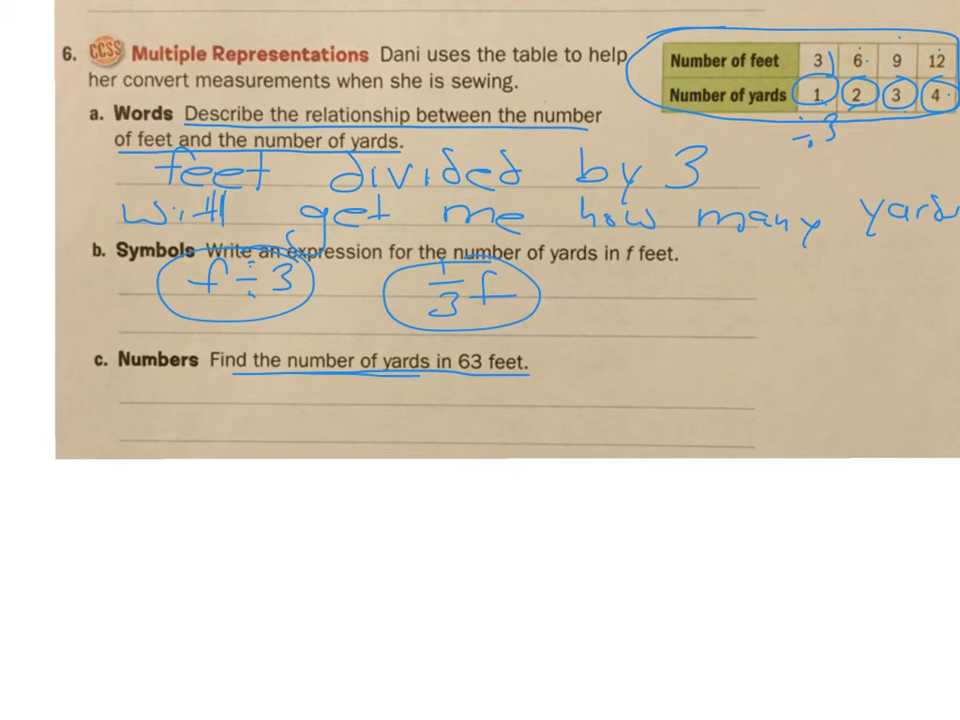 6. CCSS Multiple Representations Dani uses the table to help
her convert measurements when she is sewing.
Number of feet 3 6 9 12
Number of yards 1 2 3 4
÷3
a. Words Describe the relationship between the number
of feet and the number of yards.
feet divided by 3
will get me how many yards
b. Symbols Write an expression for the number of yards in f feet.
f ÷ 3 1/3 f
c. Numbers Find the number of yards in 63 feet.